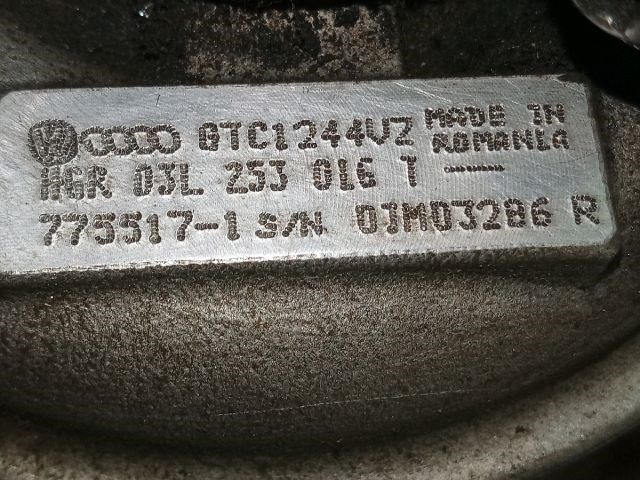 GTC1244VZ MADE IN
ROMANIA
HGR 03L 253 016 T ----
775517-1 S/N 0JM03286 R